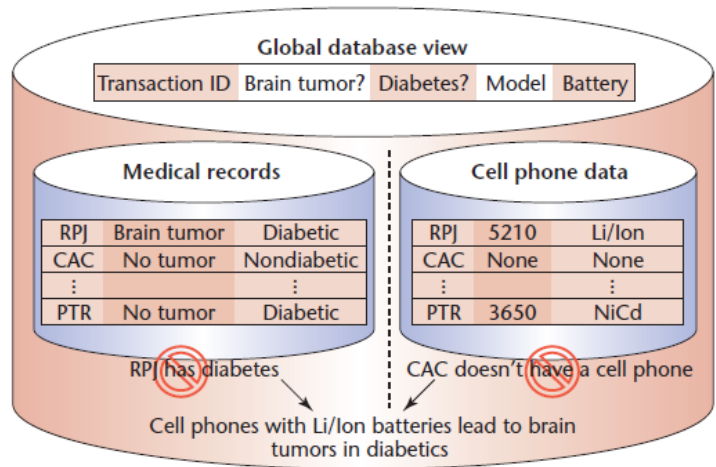 Global database view
Transaction ID Brain tumor? Diabetes? Model Battery
Medical records
RPJ Brain tumor Diabetic
CAC No tumor Nondiabetic
⋮ ⋮
PTR No tumor Diabetic
Cell phone data
RPJ 5210 Li/Ion
CAC None None
⋮ ⋮
PTR 3650 NiCd
RPJ has diabetes
CAC doesn't have a cell phone
Cell phones with Li/Ion batteries lead to brain
tumors in diabetics